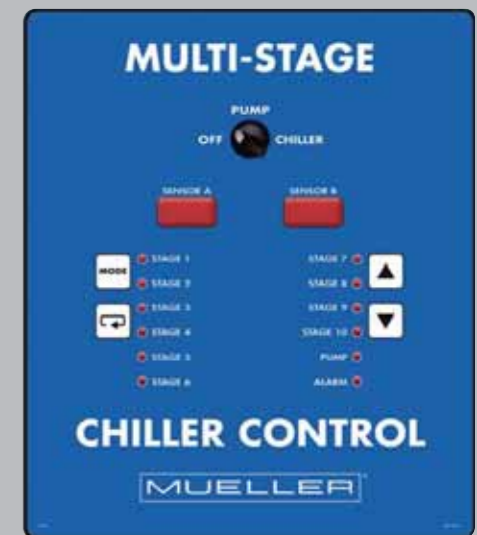 MULTI-STAGE
PUMP
OFF CHILLER
SENSOR A SENSOR B
MODE
STAGE 1 STAGE 7
STAGE 2 STAGE 8
STAGE 3 STAGE 9
STAGE 4 STAGE 10
STAGE 5 PUMP
STAGE 6 ALARM
CHILLER CONTROL
MUELLER